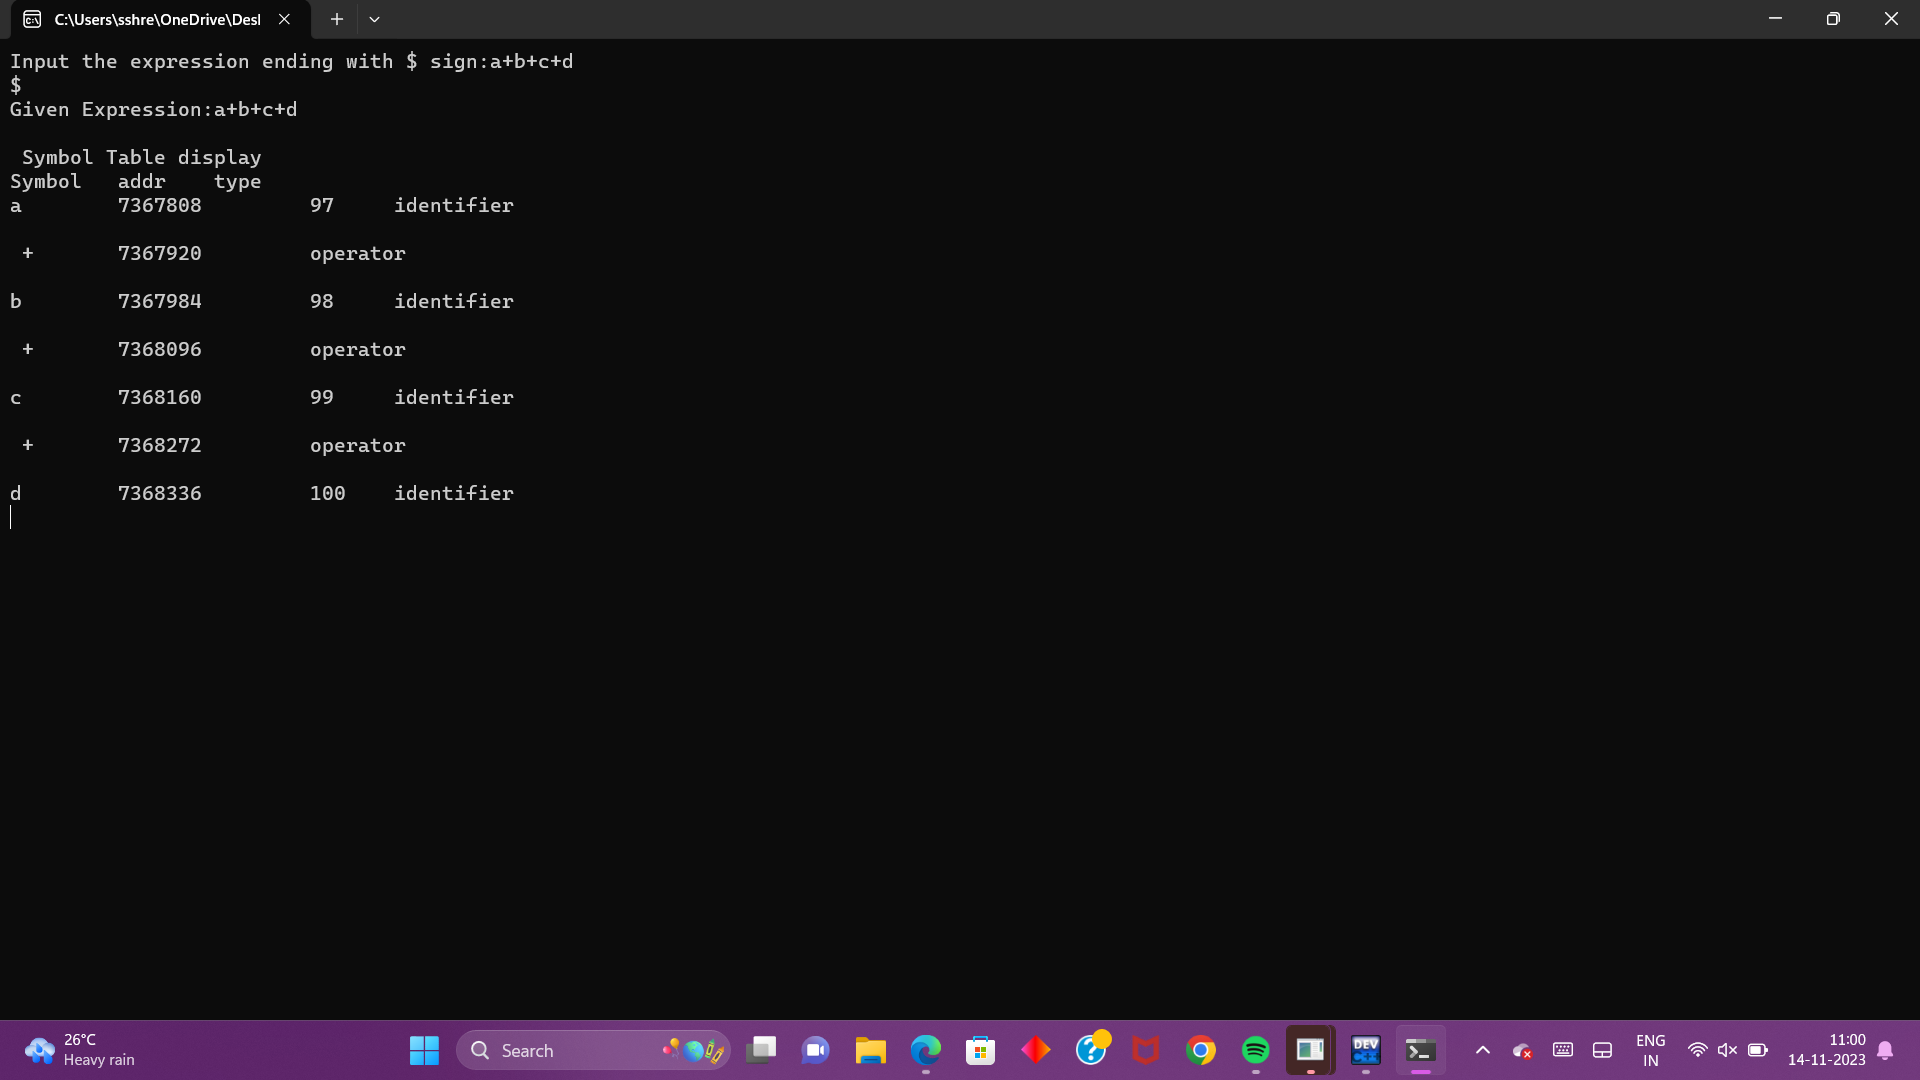 C:\Users\sshre\OneDrive\Desl
Input the expression ending with $ sign:a+b+c+d
$
Given Expression:a+b+c+d
Symbol Table display
Symbol addr type
a 7367808 97 identifier
+ 7367920 operator
b 7367984 98 identifier
+ 7368096 operator
c 7368160 99 identifier
+ 7368272 operator
d 7368336 100 identifier
26°C
Heavy rain
Search
DEV
C++
ENG
IN
11:00
14-11-2023